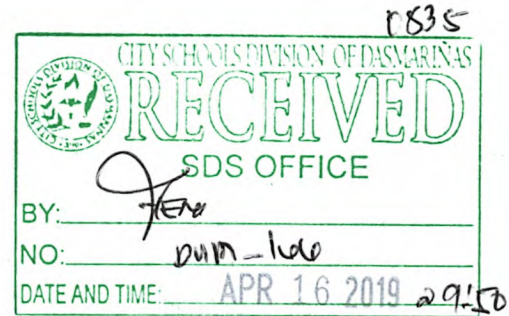 0835
CITY SCHOOLS DIVISION OF DASMARIÑAS
RECEIVED
SDS OFFICE
BY:
NO:
DATE AND TIME: APR 16 2019 9:50